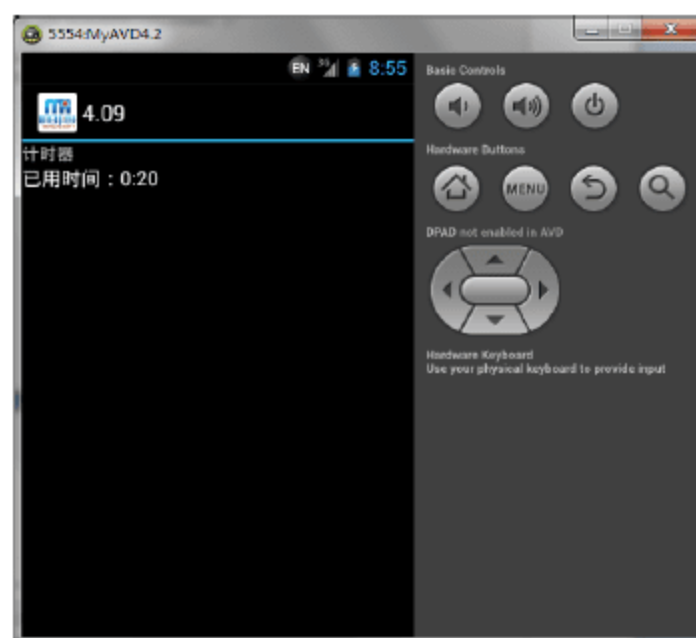 5554:MyAVD4.2
EN 3G 8:55
4.09
计时器
已用时间：0:20
Basic Controls
Hardware Buttons
MENU
DPAD not enabled in AVD
Hardware Keyboard
Use your physical keyboard to provide input